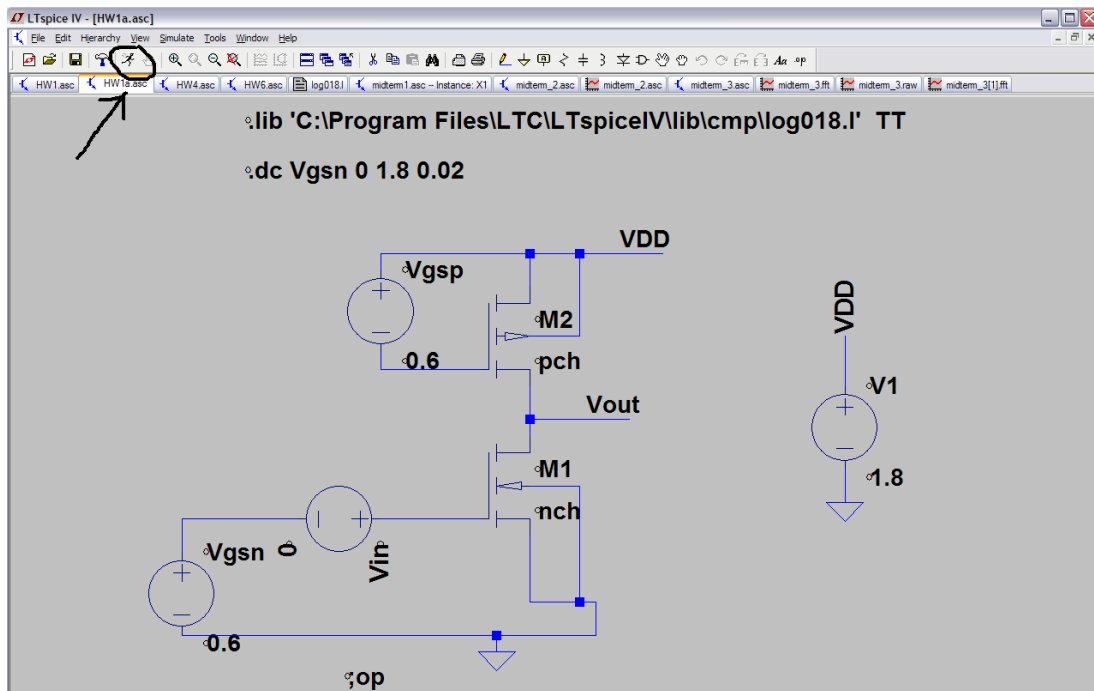 LTspice IV - [HW1a.asc]
File Edit Hierarchy View Simulate Tools Window Help
Aa .op
HW1.asc HW1a.asc HW4.asc HW6.asc log018.l midterm1.asc -- Instance: X1 midterm_2.asc midterm_2.asc midterm_3.asc midterm_3.fft midterm_3.raw midterm_3[1].fft
.lib 'C:\Program Files\LTC\LTspiceIV\lib\cmp\log018.l' TT
.dc Vgsn 0 1.8 0.02
VDD
Vgsp
M2
0.6
pch
VDD
V1
1.8
Vout
M1
nch
Vgsn
0
Vin
0.6
;op